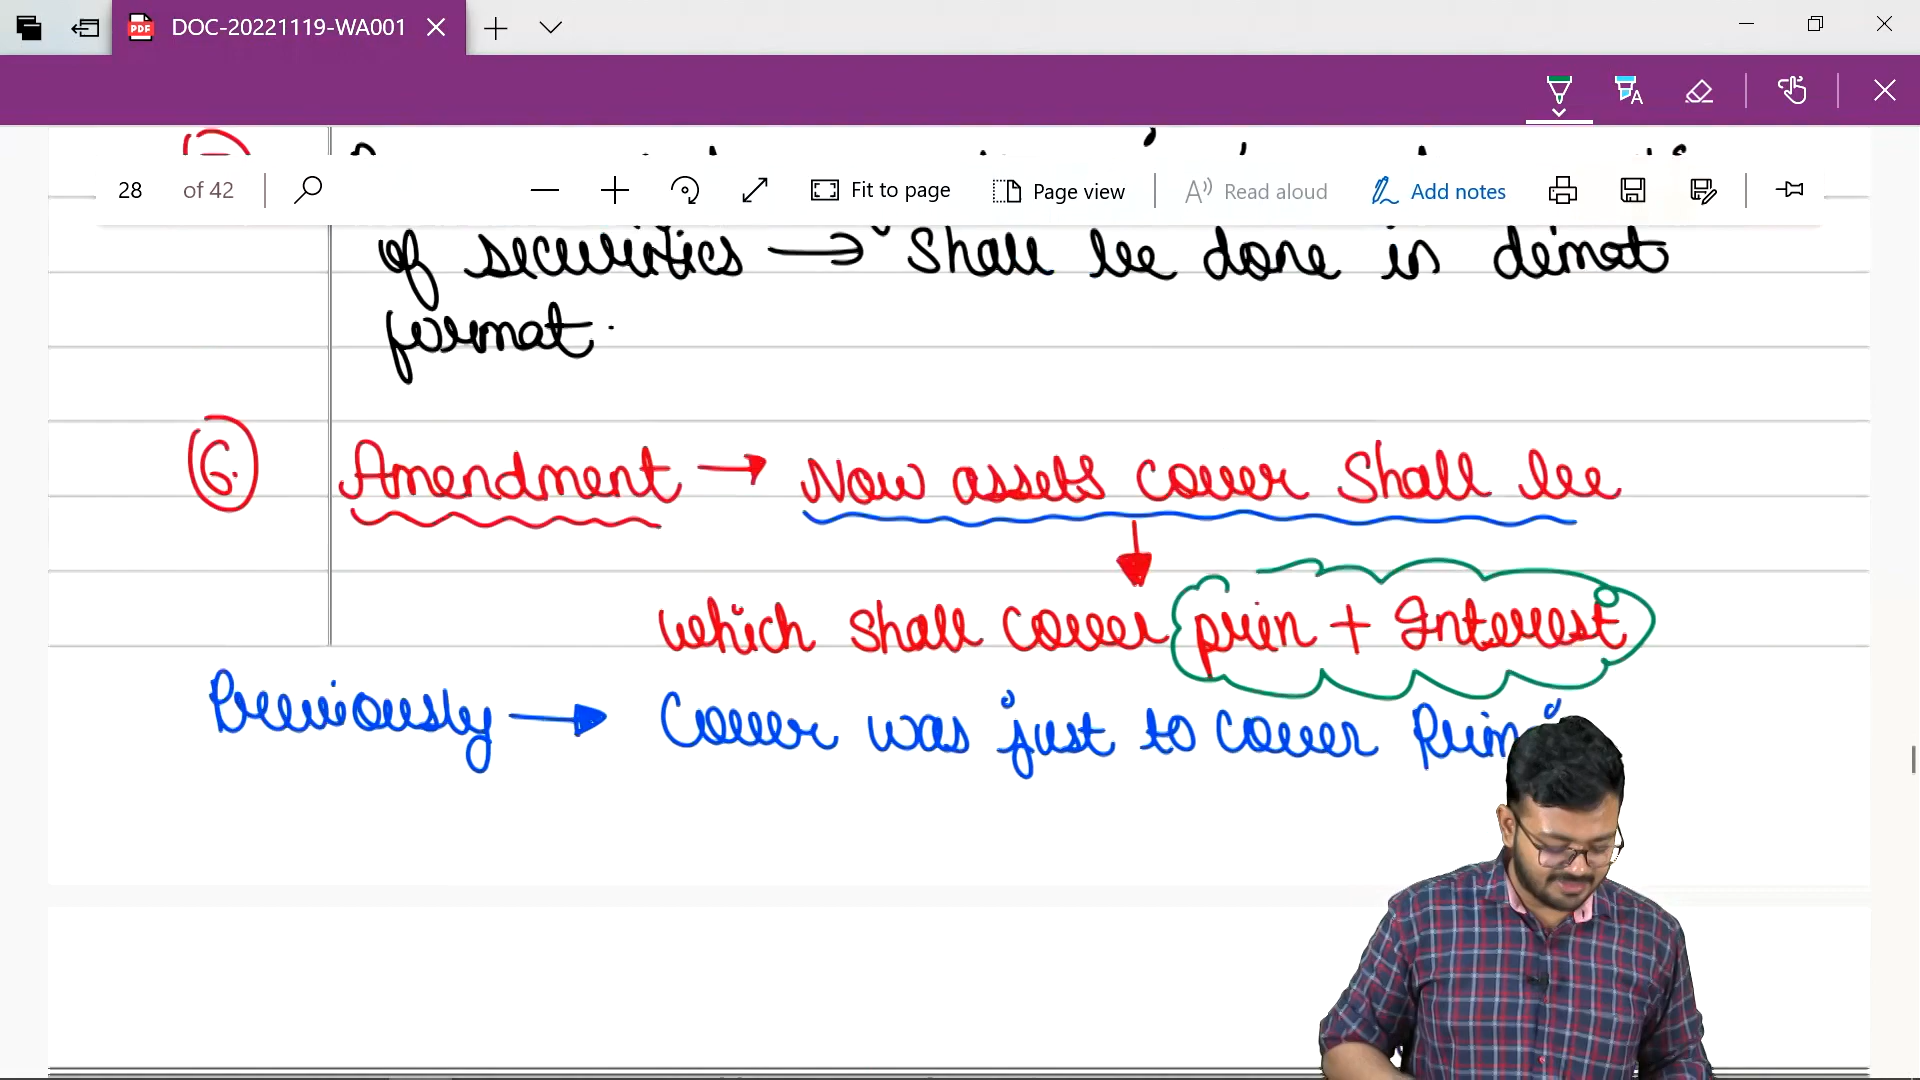 DOC-20221119-WA001
28 of 42 Fit to page Page view Read aloud Add notes
of securities → "Shall be done in demat
format.
6. Amendment → Now assets cover shall be
which shall cover prin + Interest
Previously → Cover was just to cover Prin